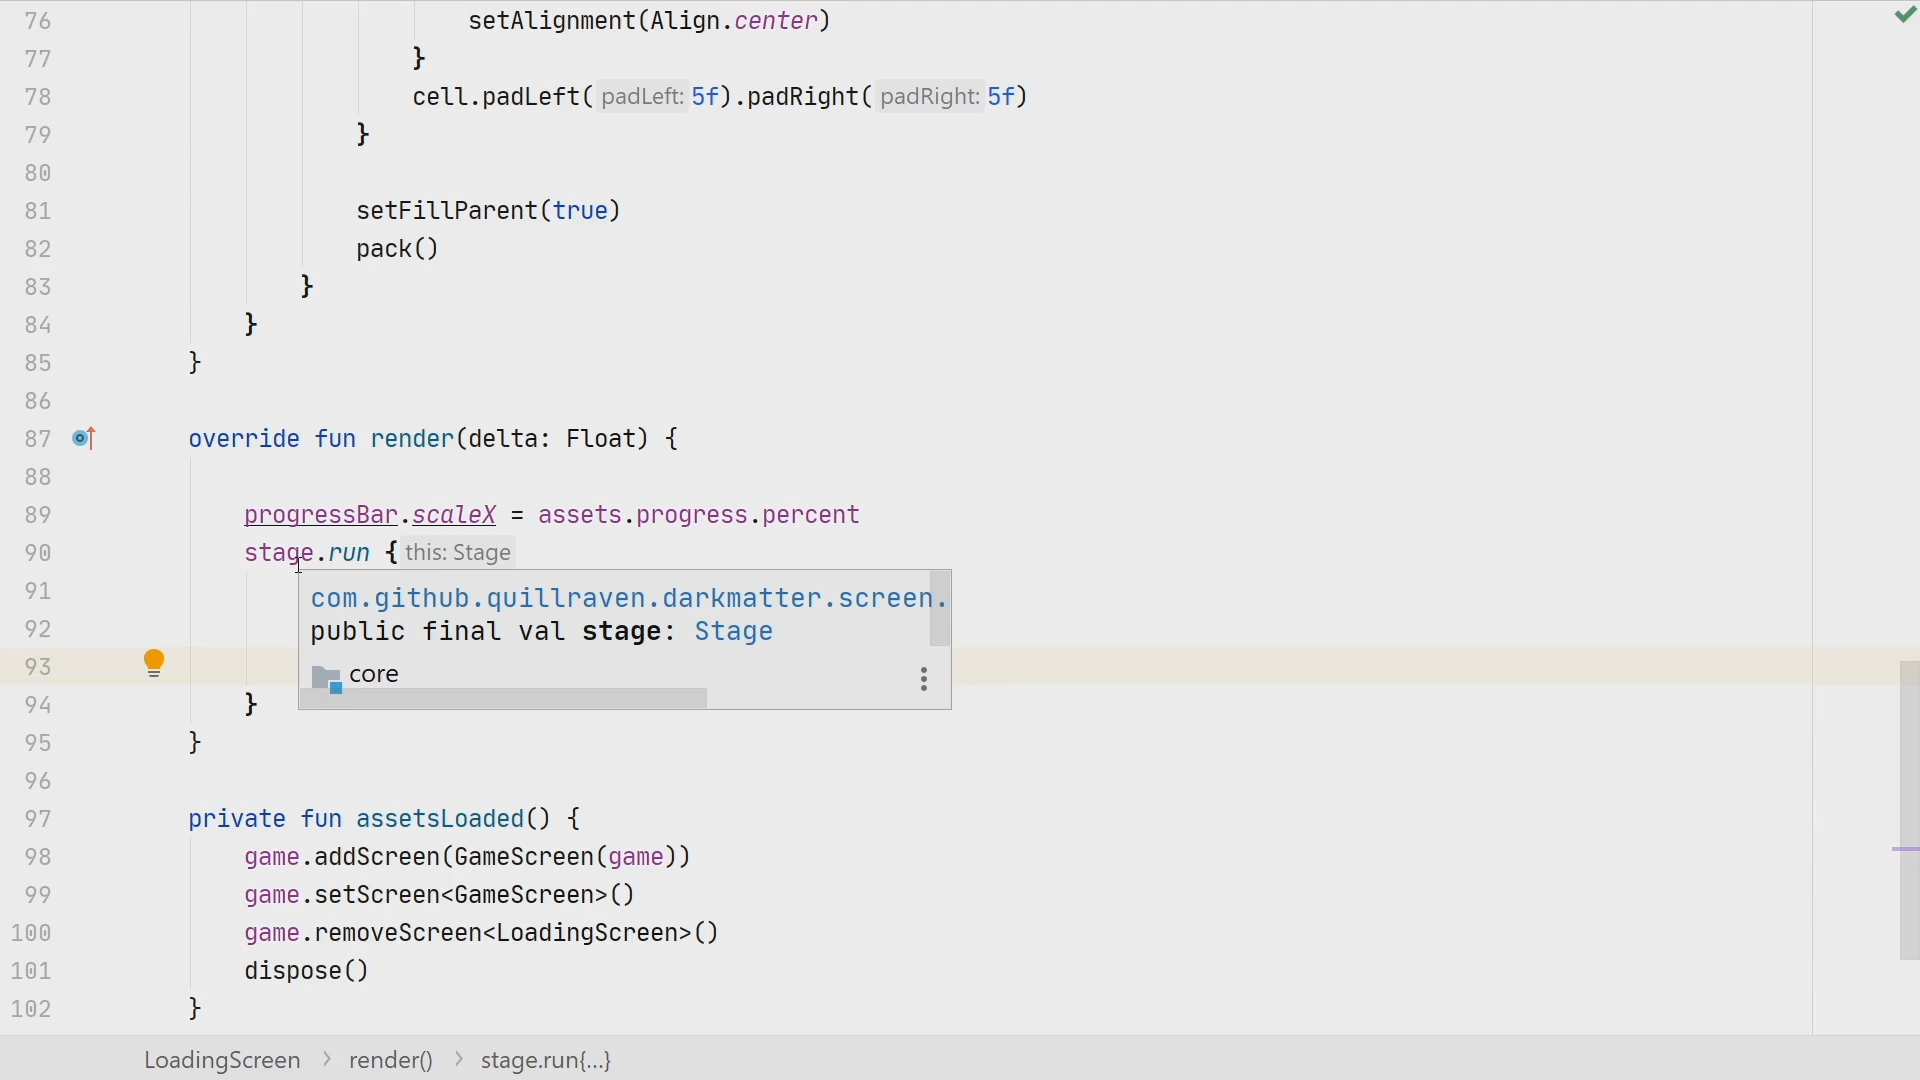 76 setAlignment(Align.center)
77 }
78 cell.padLeft( padLeft: 5f).padRight( padRight: 5f)
79 }
80
81 setFillParent(true)
82 pack()
83 }
84 }
85 }
86
87 override fun render(delta: Float) {
88
89 progressBar.scaleX = assets.progress.percent
90 stage.run { this: Stage
91 com.github.quillraven.darkmatter.screen.
92 public final val stage: Stage
93 core
94 }
95 }
96
97 private fun assetsLoaded() {
98 game.addScreen(GameScreen(game))
99 game.setScreen<GameScreen>()
100 game.removeScreen<LoadingScreen>()
101 dispose()
102 }
LoadingScreen > render() > stage.run{...}